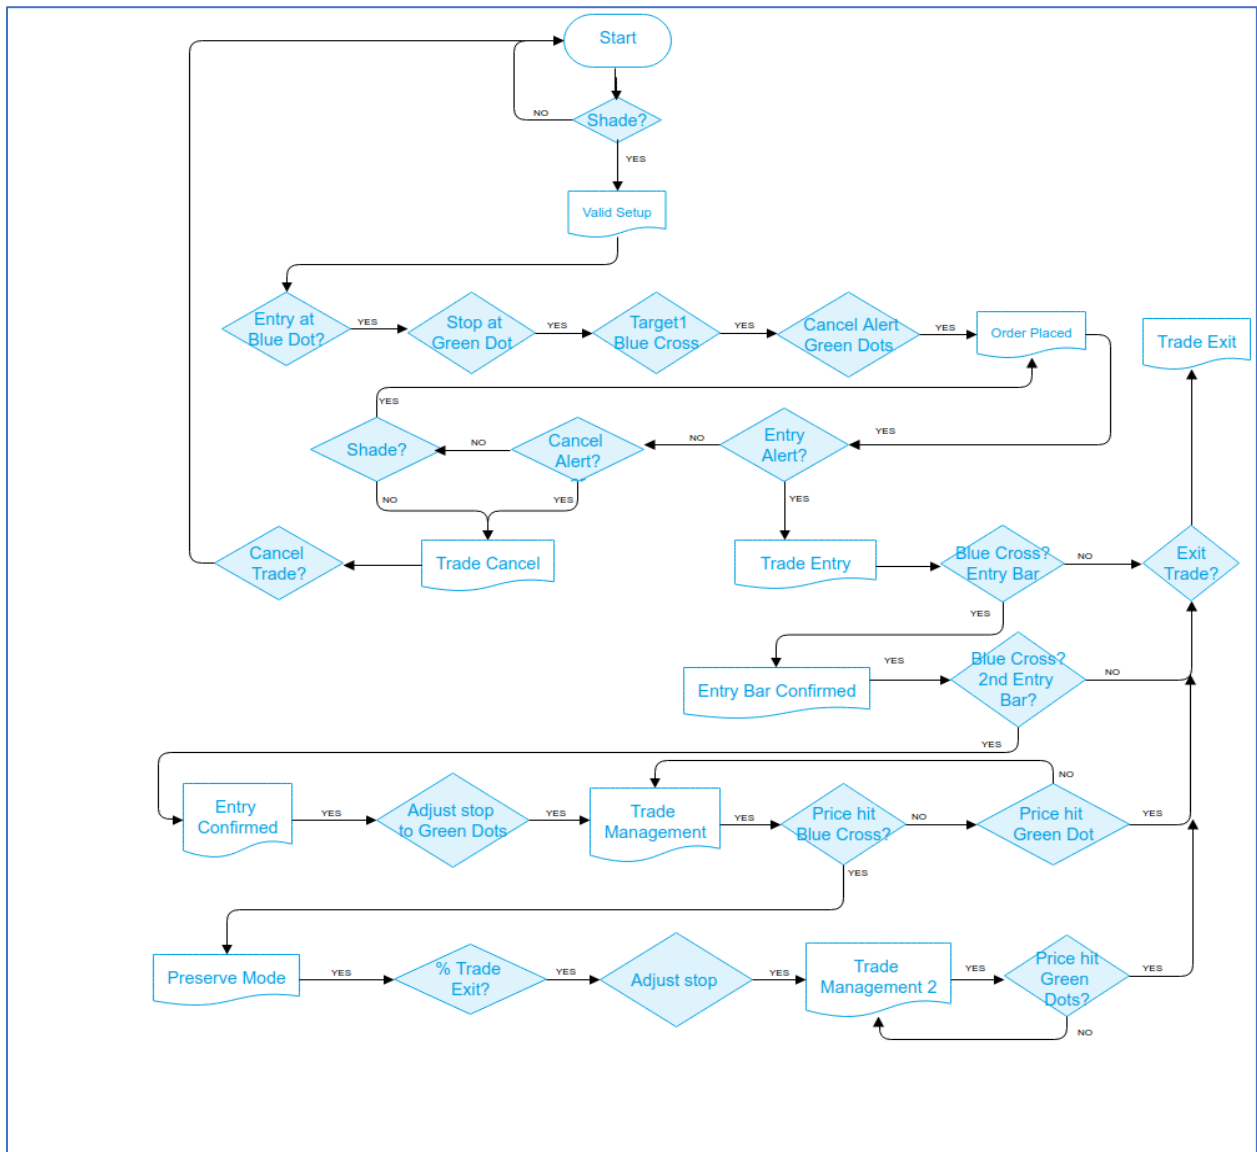 Start
NO
Shade?
YES
Valid Setup
Entry at
Blue Dot?
YES
Stop at
Green Dot
YES
Target1
Blue Cross
YES
Cancel Alert
Green Dots
YES
Order Placed
Trade Exit
YES
Shade?
NO
Cancel
Alert?
NO
Entry
Alert?
YES
NO
YES
YES
Cancel
Trade?
Trade Cancel
Trade Entry
Blue Cross?
Entry Bar
NO
Exit
Trade?
YES
Entry Bar Confirmed
YES
Blue Cross?
2nd Entry
Bar?
NO
YES
Entry
Confirmed
YES
Adjust stop
to Green Dots
YES
Trade
Management
YES
Price hit
Blue Cross?
NO
Price hit
Green Dot
YES
NO
YES
Preserve Mode
YES
% Trade
Exit?
YES
Adjust stop
YES
Trade
Management 2
YES
Price hit
Green
Dots?
YES
NO